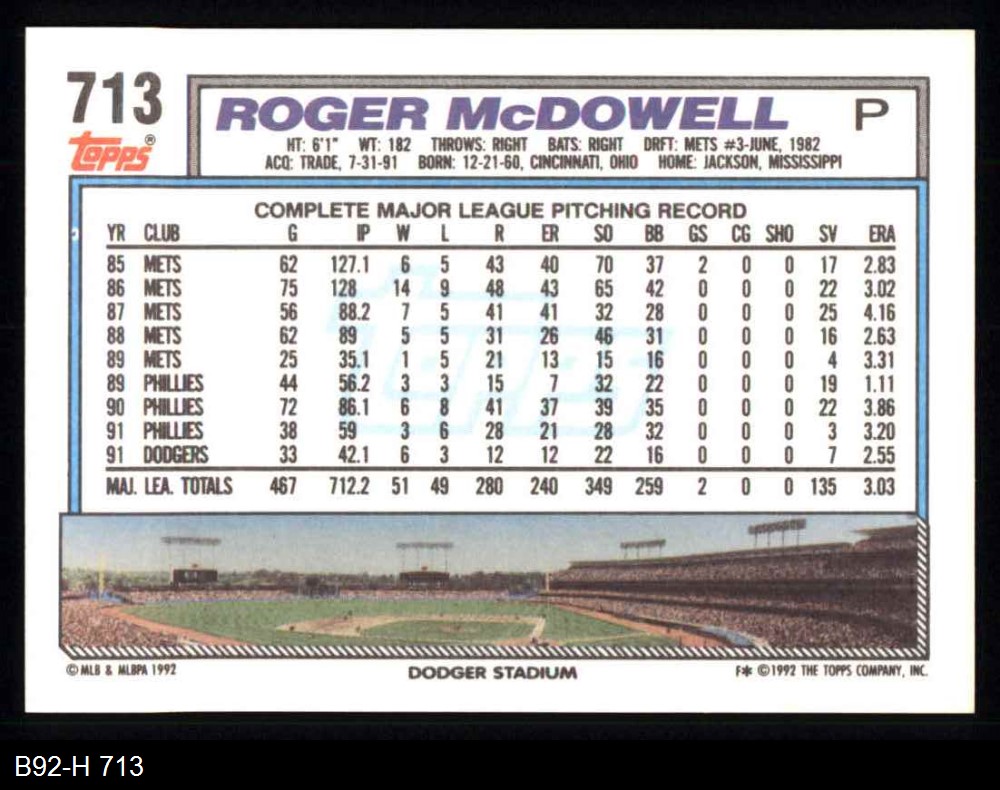 713
Topps®
ROGER McDOWELL P
HT: 6'1" WT: 182 THROWS: RIGHT BATS: RIGHT DRFT: METS #3-JUNE, 1982
ACQ: TRADE, 7-31-91 BORN: 12-21-60, CINCINNATI, OHIO HOME: JACKSON, MISSISSIPPI
COMPLETE MAJOR LEAGUE PITCHING RECORD
YR CLUB G IP W L R ER SO BB GS CG SHO SV ERA
85 METS 62 127.1 6 5 43 40 70 37 2 0 0 17 2.83
86 METS 75 128 14 9 48 43 65 42 0 0 0 22 3.02
87 METS 56 88.2 7 5 41 41 32 28 0 0 0 25 4.16
88 METS 62 89 5 5 31 26 46 31 0 0 0 16 2.63
89 METS 25 35.1 1 5 21 13 15 16 0 0 0 4 3.31
89 PHILLIES 44 56.2 3 3 15 7 32 22 0 0 0 19 1.11
90 PHILLIES 72 86.1 6 8 41 37 39 35 0 0 0 22 3.86
91 PHILLIES 38 59 3 6 28 21 28 32 0 0 0 3 3.20
91 DODGERS 33 42.1 6 3 12 12 22 16 0 0 0 7 2.55
MAJ. LEA. TOTALS 467 712.2 51 49 280 240 349 259 2 0 0 135 3.03
Topps
© MLB & MLBPA 1992 DODGER STADIUM F* © 1992 THE TOPPS COMPANY, INC.
B92-H 713